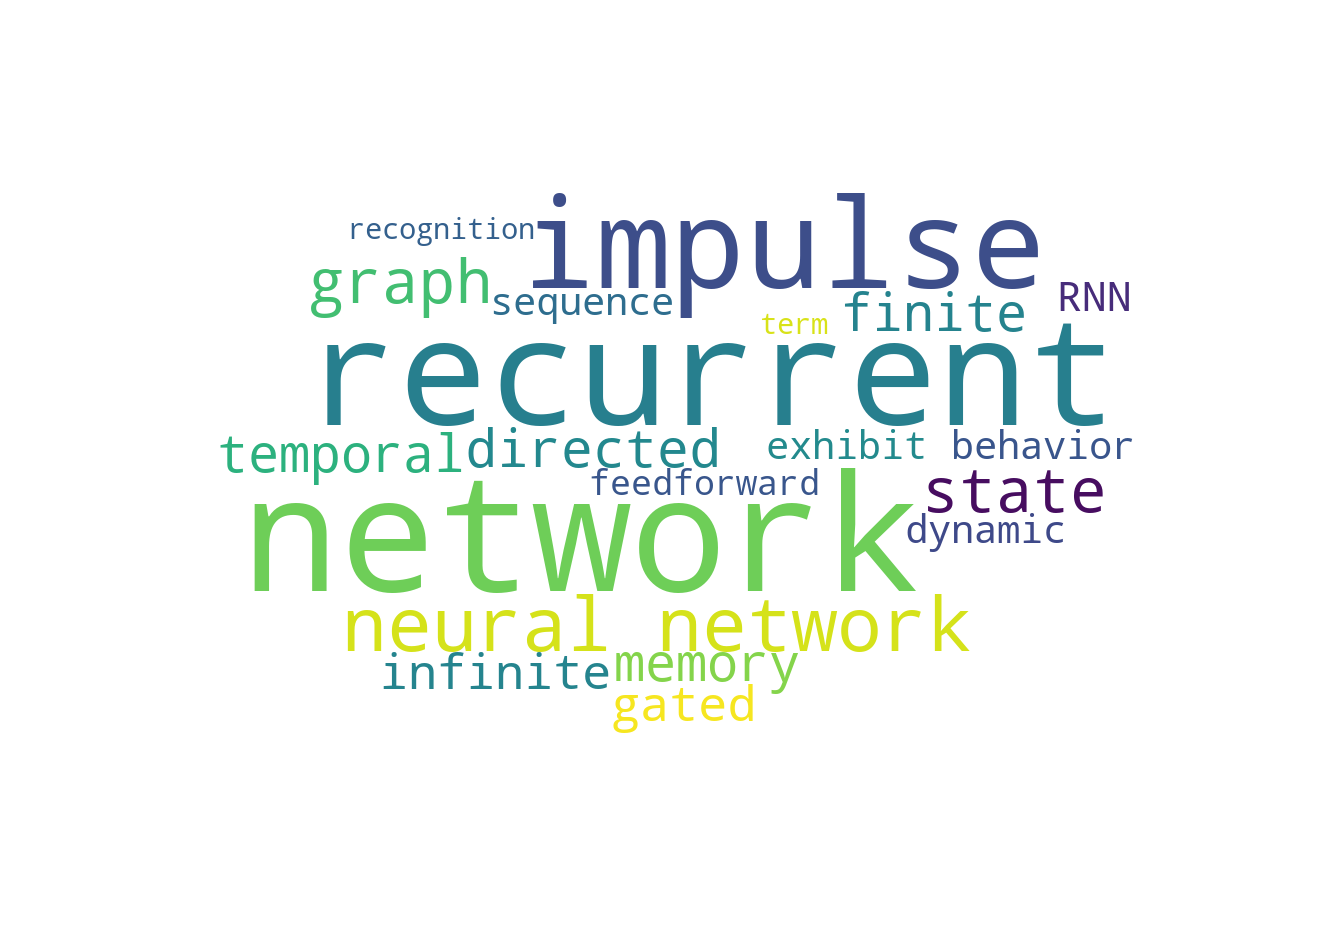 impulse
recognition
graph
sequence
finite
RNN
term
recurrent
temporal
directed
exhibit
behavior
feedforward
state
network
dynamic
neural network
infinite
memory
gated